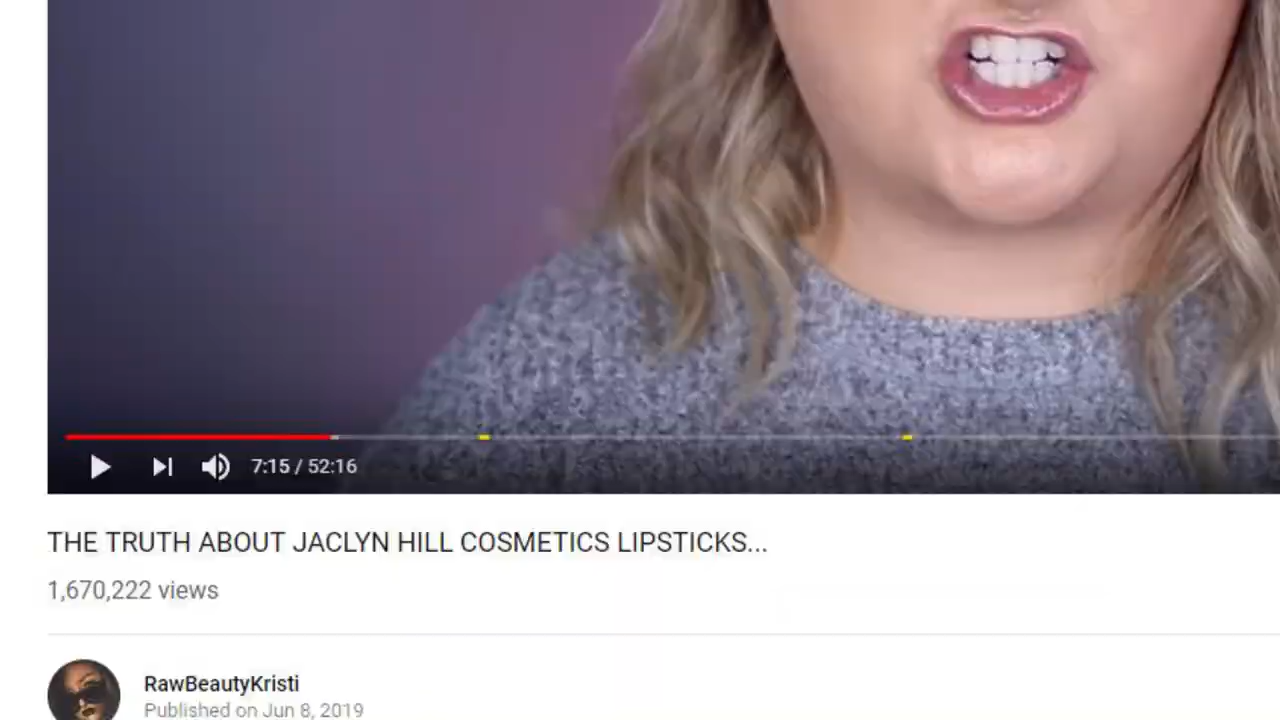 7:15 / 52:16
THE TRUTH ABOUT JACLYN HILL COSMETICS LIPSTICKS...
1,670,222 views
RawBeautyKristi
Published on Jun 8, 2019